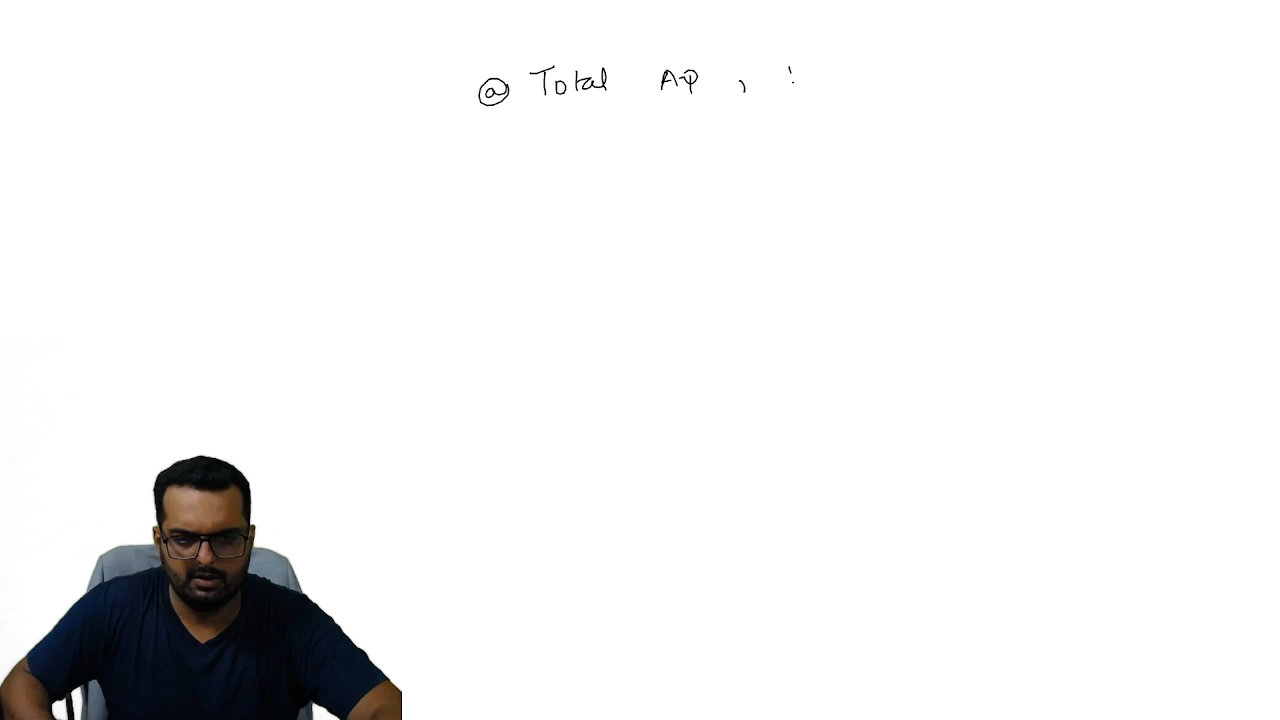 ⓐ Total AP ,